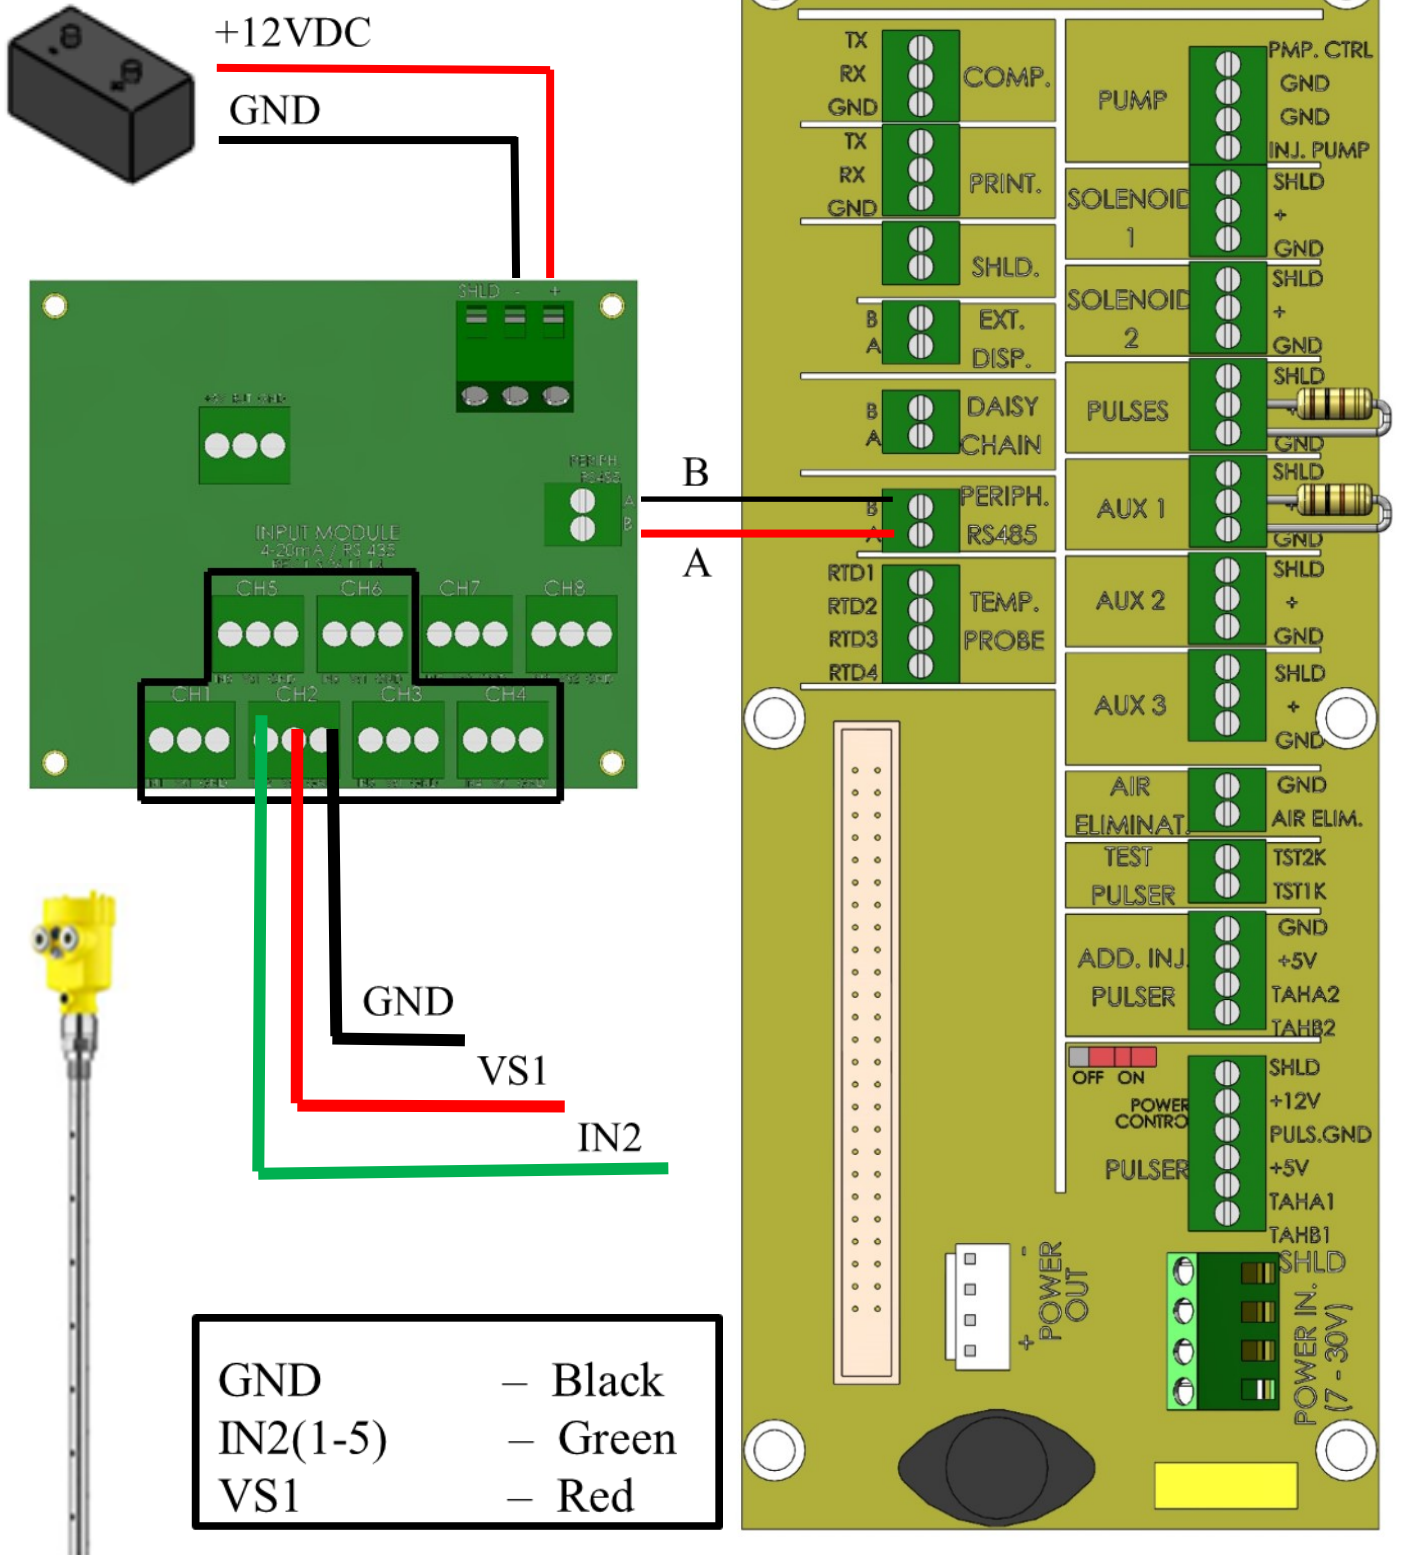 +12VDC
GND
SHLD - +
PERIPH.
RS485
A
B
INPUT MODULE
4-20mA / RS 485
CH5 CH6 CH7 CH8
CH1 CH2 CH3 CH4
B
A
GND
VS1
IN2
GND – Black
IN2(1-5) – Green
VS1 – Red
TX
RX
GND
COMP.
TX
RX
GND
PRINT.
SHLD.
B
A
EXT.
DISP.
B
A
DAISY
CHAIN
B
A
PERIPH.
RS485
RTD1
RTD2
RTD3
RTD4
TEMP.
PROBE
PUMP
PMP. CTRL
GND
GND
INJ. PUMP
SOLENOID
1
SHLD
+
GND
SOLENOID
2
SHLD
+
GND
PULSES
SHLD
+
GND
AUX 1
SHLD
+
GND
AUX 2
SHLD
+
GND
AUX 3
SHLD
+
GND
AIR
ELIMINAT.
GND
AIR ELIM.
TEST
PULSER
TST2K
TST1K
ADD. INJ.
PULSER
GND
+5V
TAHA2
TAHB2
OFF ON
POWER
CONTRO
PULSER
SHLD
+12V
PULS.GND
+5V
TAHA1
TAHB1
- +
POWER
OUT
SHLD
POWER IN.
(7 - 30V)